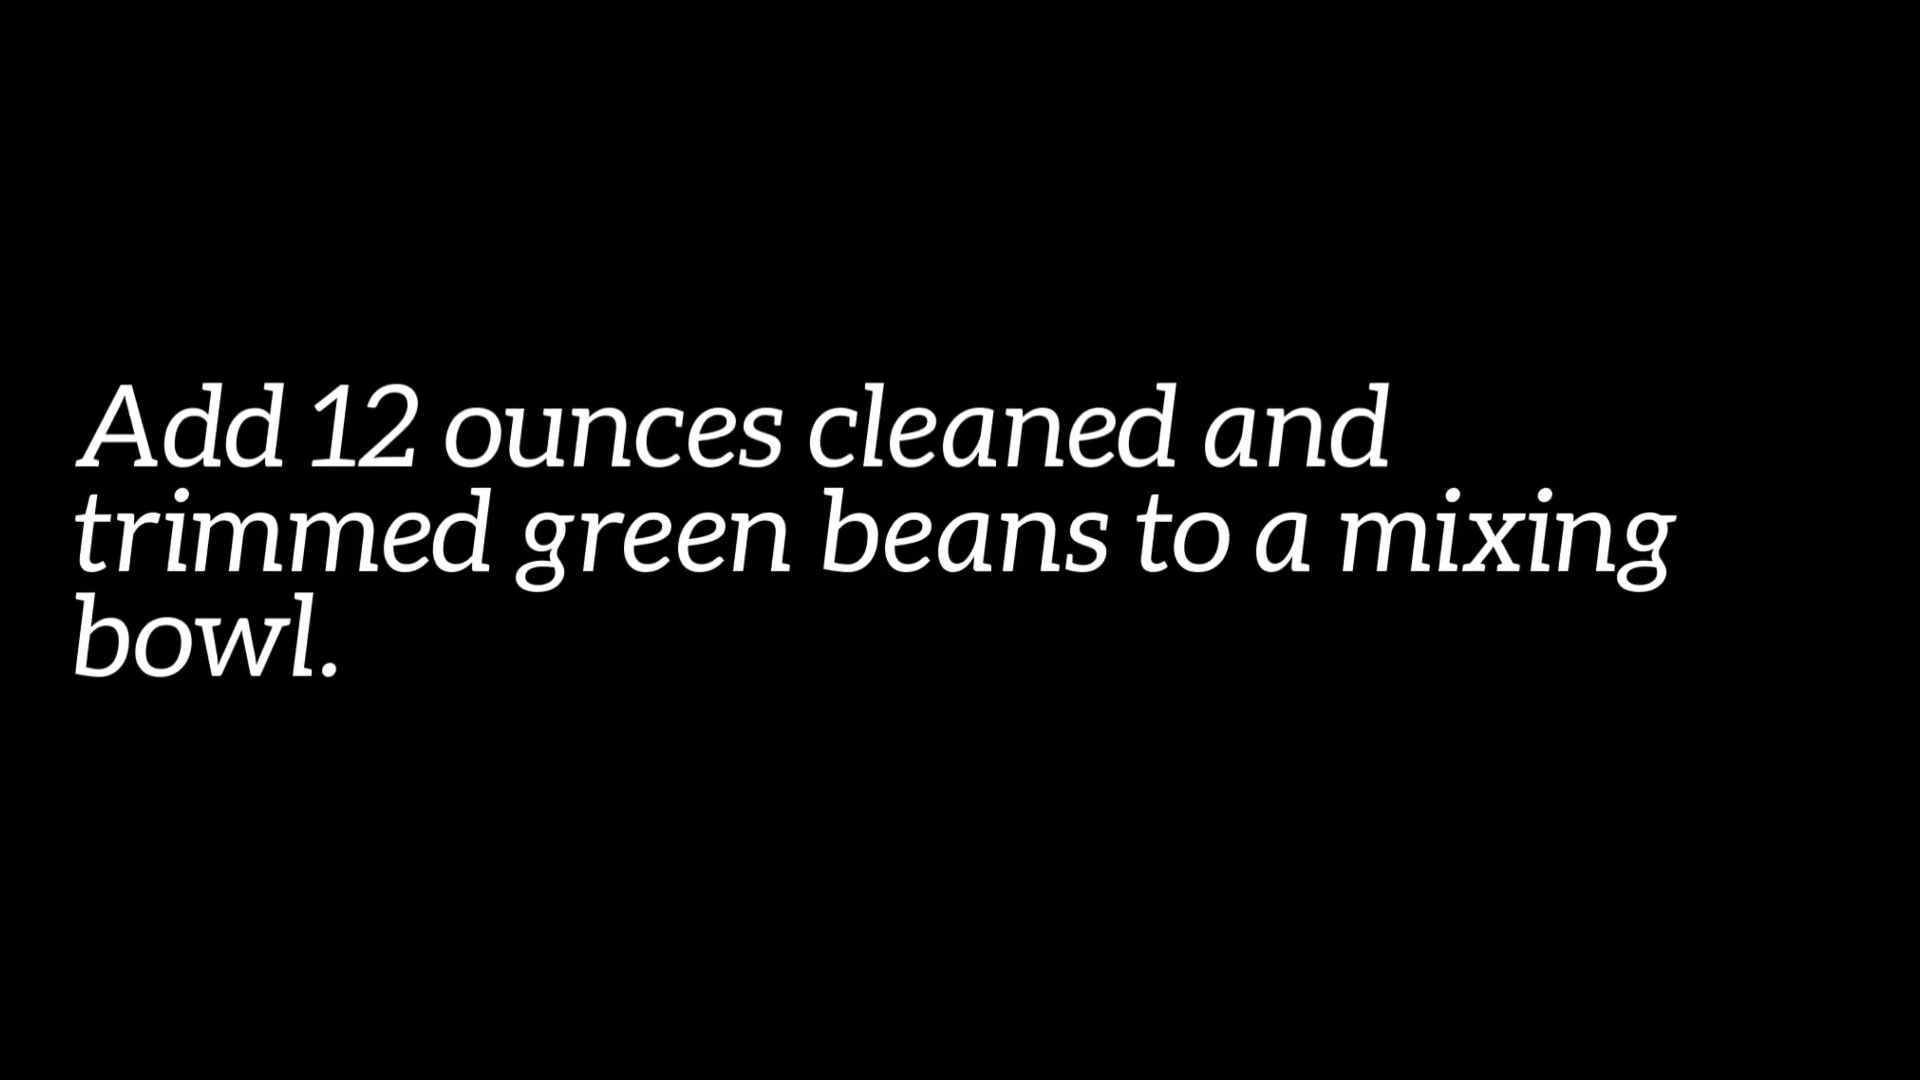 Add 12 ounces cleaned and
trimmed green beans to a mixing
bowl.